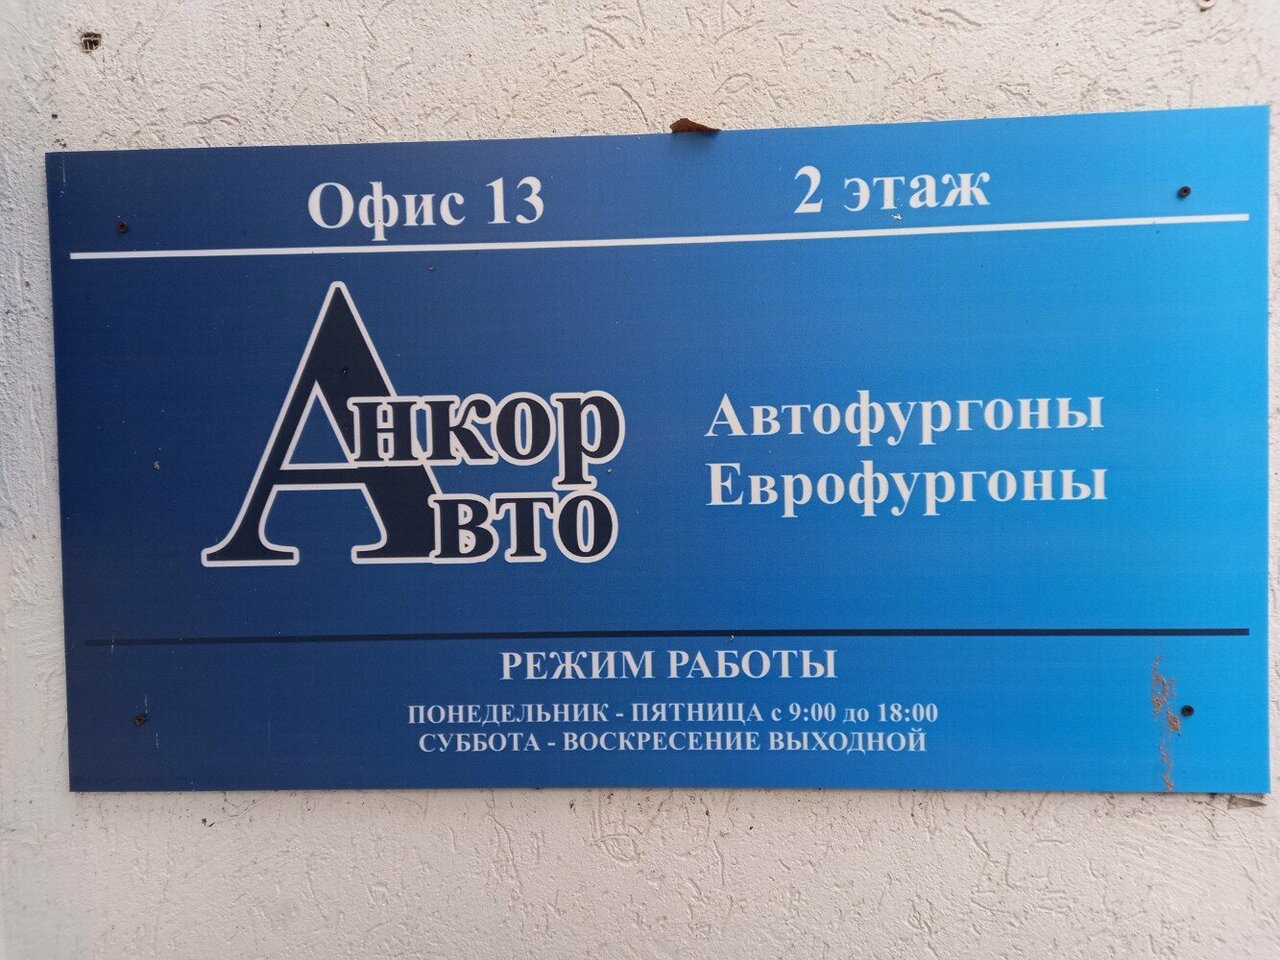 Офис 13 2 этаж
Анкор
Авто
Автофургоны
Еврофургоны
РЕЖИМ РАБОТЫ
ПОНЕДЕЛЬНИК - ПЯТНИЦА с 9:00 до 18:00
СУББОТА - ВОСКРЕСЕНИЕ ВЫХОДНОЙ